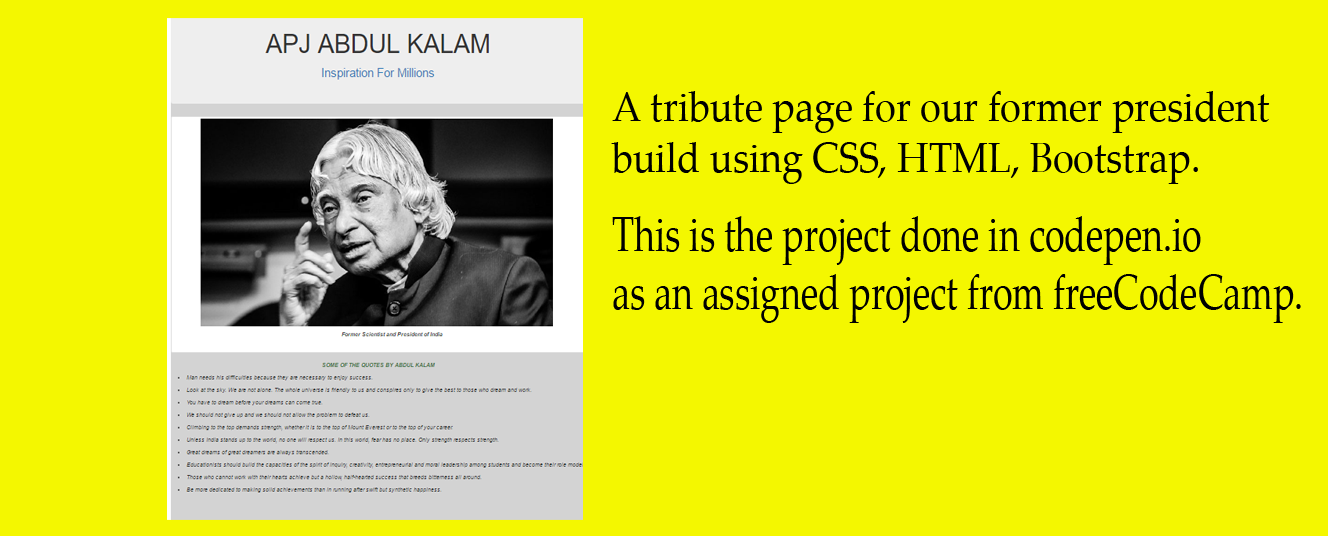 APJ ABDUL KALAM
Inspiration For Millions
Former Scientist and President of India
SOME OF THE QUOTES BY ABDUL KALAM
Man needs his difficulties because they are necessary to enjoy success.
Look at the sky. We are not alone. The whole universe is friendly to us and conspires only to give the best to those who dream and work.
You have to dream before your dreams can come true.
We should not give up and we should not allow the problem to defeat us.
Climbing to the top demands strength, whether it is to the top of Mount Everest or to the top of your career.
Unless India stands up to the world, no one will respect us. In this world, fear has no place. Only strength respects strength.
Great dreams of great dreamers are always transcended.
Educationists should build the capacities of the spirit of inquiry, creativity, entrepreneurial and moral leadership among students and become their role model
Those who cannot work with their hearts achieve but a hollow, half-hearted success that breeds bitterness all around.
Be more dedicated to making solid achievements than in running after swift but synthetic happiness.
A tribute page for our former president
build using CSS, HTML, Bootstrap.
This is the project done in codepen.io
as an assigned project from freeCodeCamp.